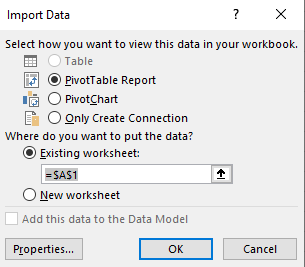 Import Data
?
×
Select how you want to view this data in your workbook.
Table
PivotTable Report
PivotChart
Only Create Connection
Where do you want to put the data?
Existing worksheet:
=$A$1
New worksheet
Add this data to the Data Model
Properties...
OK
Cancel